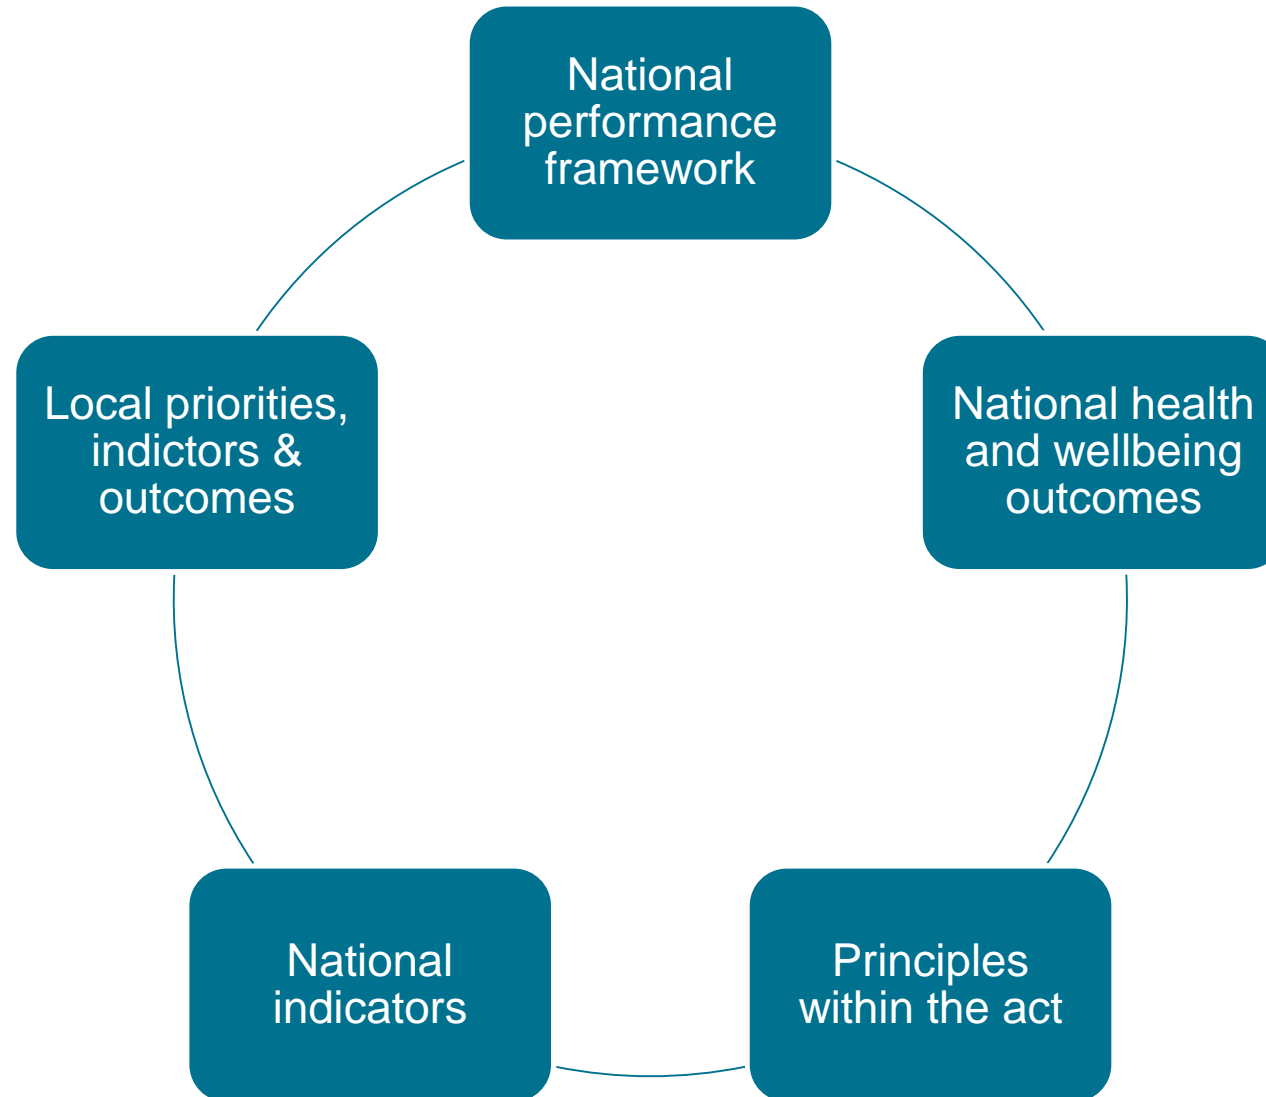 National
performance
framework
Local priorities,
indictors &
outcomes
National health
and wellbeing
outcomes
National
indicators
Principles
within the act